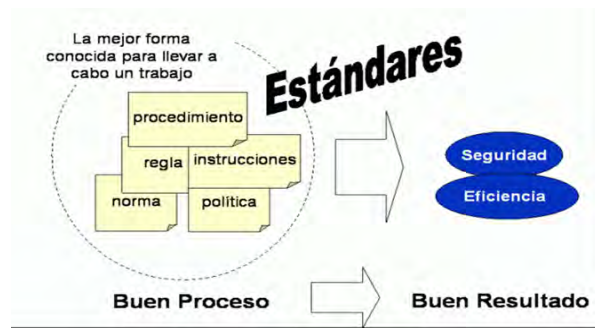 La mejor forma
conocida para llevar a
cabo un trabajo
Estándares
procedimiento
regla
instrucciones
norma
política
Seguridad
Eficiencia
Buen Proceso
Buen Resultado